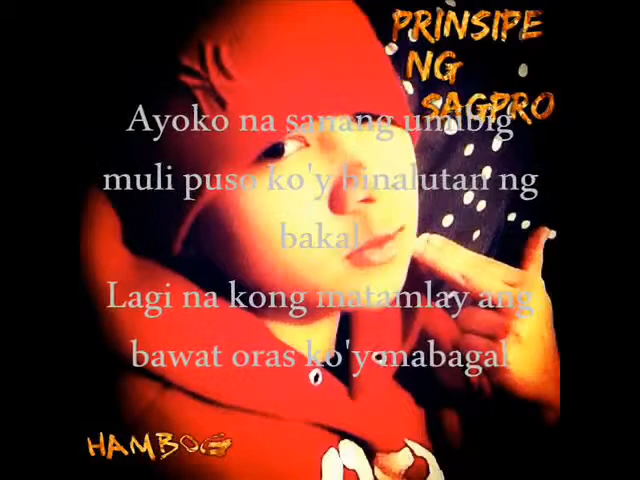 PRINSIPE
NG
SAGPRO
Ayoko na sanang umibig
muli puso ko'y binalutan ng
bakal
Lagi na kong matamlay ang
bawat oras ko'y mabagal
HAMBOG